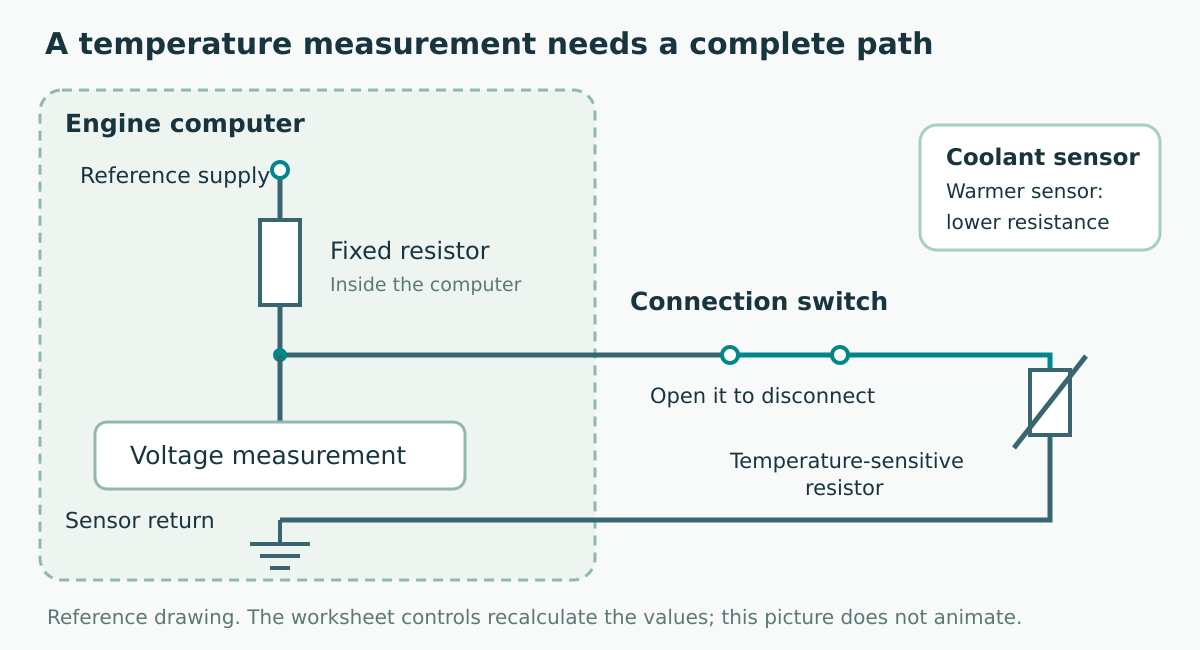 A temperature measurement needs a complete path
Engine computer
Reference supply
Fixed resistor
Inside the computer
Coolant sensor
Warmer sensor:
lower resistance
Connection switch
Open it to disconnect
Voltage measurement
Temperature-sensitive
resistor
Sensor return
Reference drawing. The worksheet controls recalculate the values; this picture does not animate.